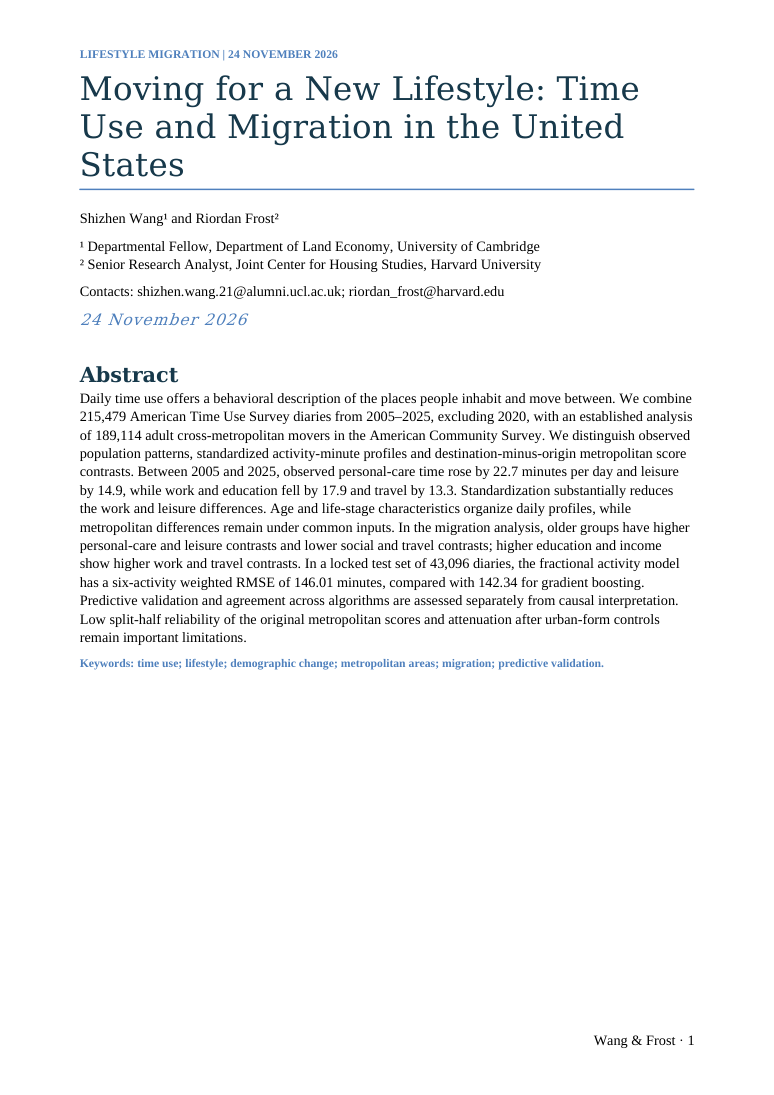 LIFESTYLE MIGRATION | 24 NOVEMBER 2026
Moving for a New Lifestyle: Time
Use and Migration in the United
States
Shizhen Wang¹ and Riordan Frost²
¹ Departmental Fellow, Department of Land Economy, University of Cambridge
² Senior Research Analyst, Joint Center for Housing Studies, Harvard University
Contacts: shizhen.wang.21@alumni.ucl.ac.uk; riordan_frost@harvard.edu
24 November 2026
Abstract
Daily time use offers a behavioral description of the places people inhabit and move between. We combine
215,479 American Time Use Survey diaries from 2005–2025, excluding 2020, with an established analysis
of 189,114 adult cross-metropolitan movers in the American Community Survey. We distinguish observed
population patterns, standardized activity-minute profiles and destination-minus-origin metropolitan score
contrasts. Between 2005 and 2025, observed personal-care time rose by 22.7 minutes per day and leisure
by 14.9, while work and education fell by 17.9 and travel by 13.3. Standardization substantially reduces
the work and leisure differences. Age and life-stage characteristics organize daily profiles, while
metropolitan differences remain under common inputs. In the migration analysis, older groups have higher
personal-care and leisure contrasts and lower social and travel contrasts; higher education and income
show higher work and travel contrasts. In a locked test set of 43,096 diaries, the fractional activity model
has a six-activity weighted RMSE of 146.01 minutes, compared with 142.34 for gradient boosting.
Predictive validation and agreement across algorithms are assessed separately from causal interpretation.
Low split-half reliability of the original metropolitan scores and attenuation after urban-form controls
remain important limitations.
Keywords: time use; lifestyle; demographic change; metropolitan areas; migration; predictive validation.
Wang & Frost · 1